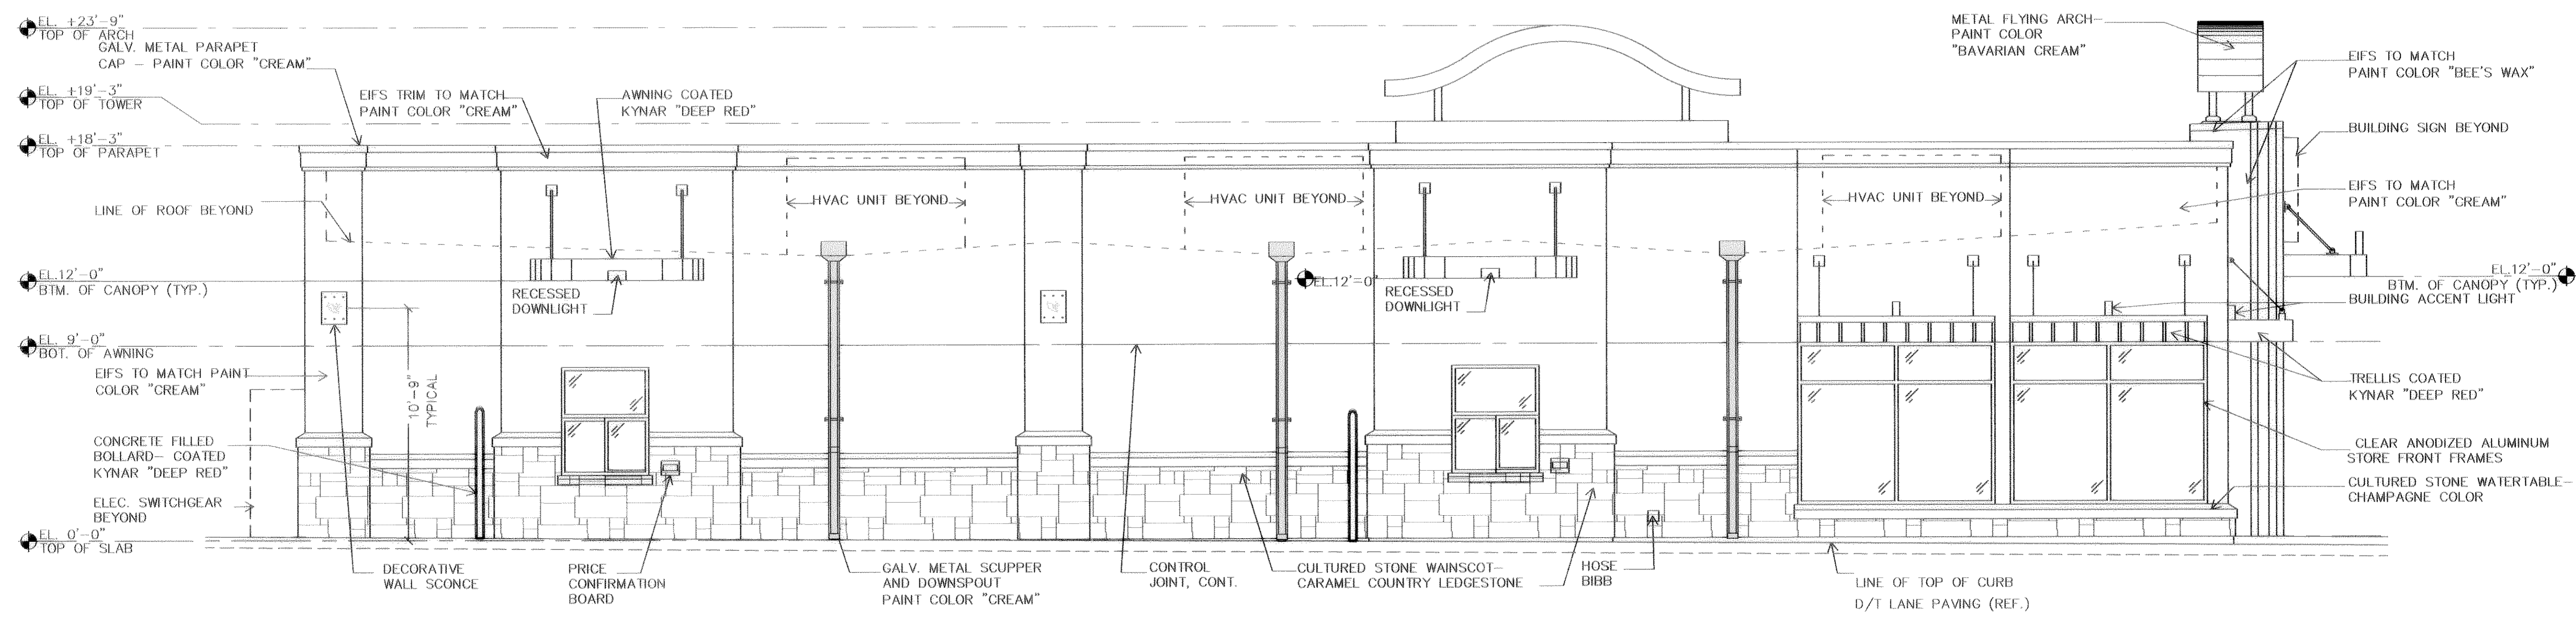 EL. +23'-9"
TOP OF ARCH
GALV. METAL PARAPET
CAP - PAINT COLOR "CREAM"
EL. +19'-3"
TOP OF TOWER
EL. +18'-3"
TOP OF PARAPET
LINE OF ROOF BEYOND
EL.12'-0"
BTM. OF CANOPY (TYP.)
EL. 9'-0"
BOT. OF AWNING
EIFS TO MATCH PAINT
COLOR "CREAM"
10'-9"
TYPICAL
CONCRETE FILLED
BOLLARD- COATED
KYNAR "DEEP RED"
ELEC. SWITCHGEAR
BEYOND
EL. 0'-0"
TOP OF SLAB
EIFS TRIM TO MATCH
PAINT COLOR "CREAM"
AWNING COATED
KYNAR "DEEP RED"
HVAC UNIT BEYOND
HVAC UNIT BEYOND
HVAC UNIT BEYOND
RECESSED
DOWNLIGHT
EL.12'-0"
RECESSED
DOWNLIGHT
DECORATIVE
WALL SCONCE
PRICE
CONFIRMATION
BOARD
GALV. METAL SCUPPER
AND DOWNSPOUT
PAINT COLOR "CREAM"
CONTROL
JOINT, CONT.
CULTURED STONE WAINSCOT-
CARAMEL COUNTRY LEDGESTONE
HOSE
BIBB
LINE OF TOP OF CURB
D/T LANE PAVING (REF.)
METAL FLYING ARCH-
PAINT COLOR
"BAVARIAN CREAM"
EIFS TO MATCH
PAINT COLOR "BEE'S WAX"
BUILDING SIGN BEYOND
EIFS TO MATCH
PAINT COLOR "CREAM"
EL.12'-0"
BTM. OF CANOPY (TYP.)
BUILDING ACCENT LIGHT
TRELLIS COATED
KYNAR "DEEP RED"
CLEAR ANODIZED ALUMINUM
STORE FRONT FRAMES
CULTURED STONE WATERTABLE-
CHAMPAGNE COLOR